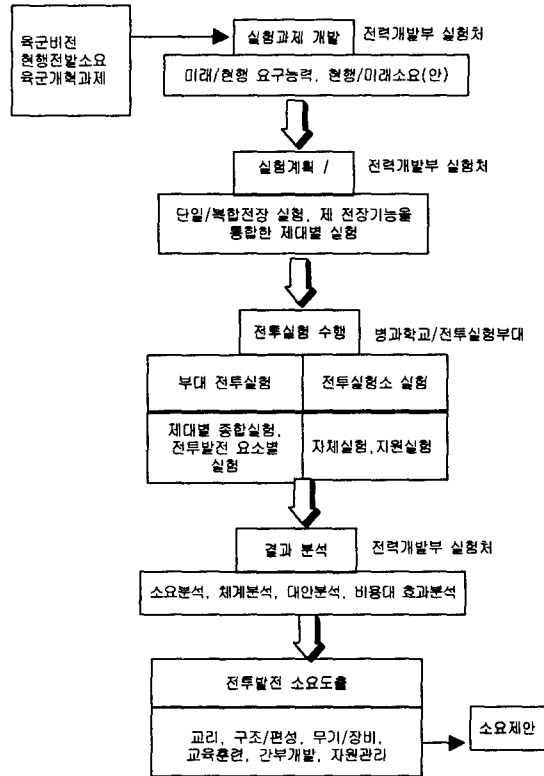 육군비전
현행전발소요
육군개혁과제
실험과제 개발
전력개발부 실험처
미래/현행 요구능력, 현행/미래소요(안)
실험계획 /
전력개발부 실험처
단일/복합전장 실험, 제 전장기능을
통합한 제대별 실험
전투실험 수행
병과학교/전투실험부대
부대 전투실험
전투실험소 실험
제대별 종합실험,
전투발전 요소별
실험
자체실험,지원실험
결과 분석
전력개발부 실험처
소요분석, 체계분석, 대안분석, 비용대 효과분석
전투발전 소요도출
교리, 구조/편성, 무기/장비,
교육훈련, 간부개발, 자원관리
소요제안